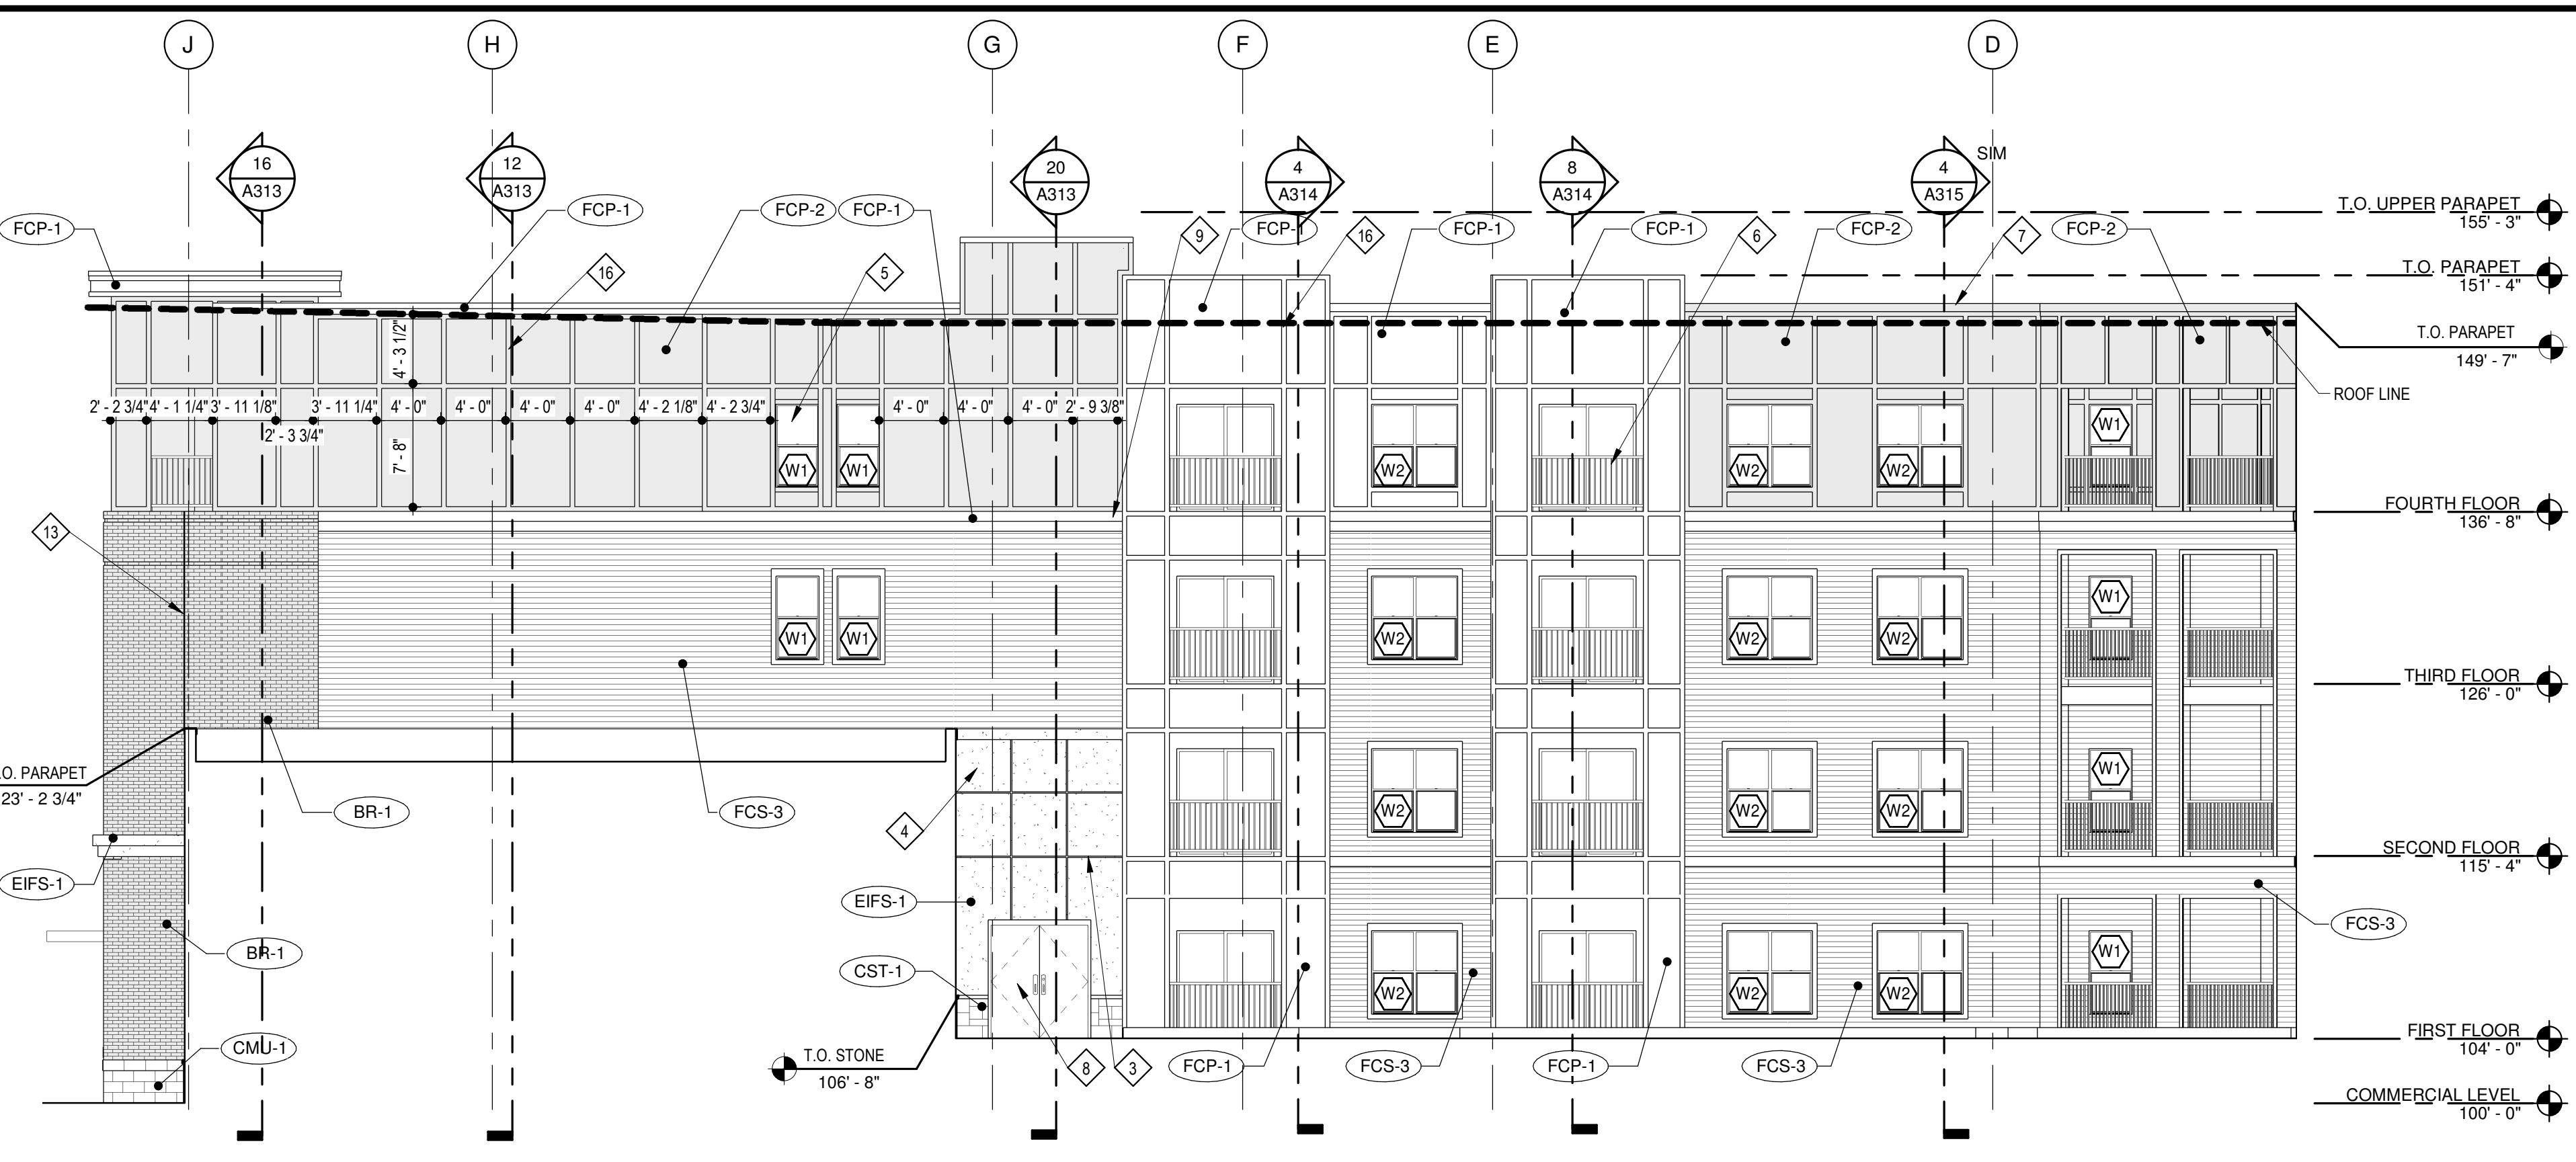 J
H
G
F
E
D
16
A313
12
A313
20
A313
4
A314
8
A314
4
A315
SIM
T.O. UPPER PARAPET
155' - 3"
FCP-1
FCP-1
FCP-2
FCP-1
9
FCP-1
16
FCP-1
FCP-1
6
FCP-2
7
FCP-2
16
5
T.O. PARAPET
151' - 4"
T.O. PARAPET
149' - 7"
ROOF LINE
4' - 3 1/2"
2' - 2 3/4"
4' - 1 1/4"
3' - 11 1/8"
2' - 3 3/4"
3' - 11 1/4"
4' - 0"
4' - 0"
4' - 0"
4' - 0"
4' - 2 1/8"
4' - 2 3/4"
4' - 0"
4' - 0"
4' - 0"
2' - 9 3/8"
7' - 8"
W1
W1
W2
W2
W2
W1
FOURTH FLOOR
136' - 8"
13
W1
W1
W2
W2
W2
W1
THIRD FLOOR
126' - 0"
.O. PARAPET
23' - 2 3/4"
BR-1
FCS-3
4
W2
W2
W2
W1
SECOND FLOOR
115' - 4"
EIFS-1
EIFS-1
BR-1
CST-1
FCS-3
W2
W2
W2
W1
CMU-1
T.O. STONE
106' - 8"
8
3
FCP-1
FCS-3
FCP-1
FCS-3
FIRST FLOOR
104' - 0"
COMMERCIAL LEVEL
100' - 0"